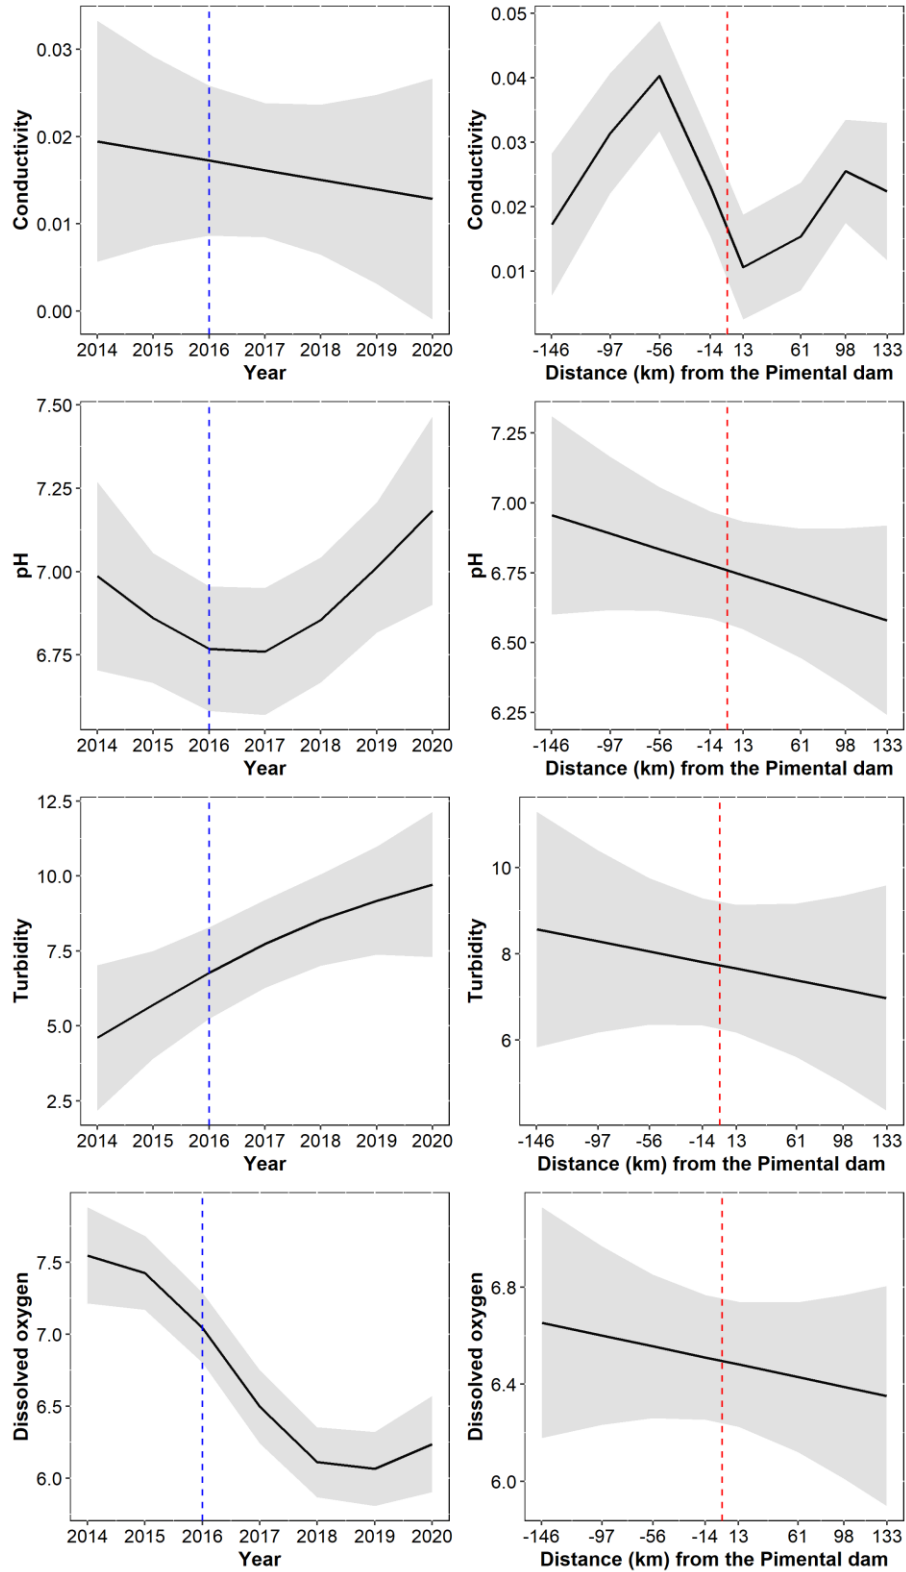 Conductivity
0.03
0.02
0.01
0.00
2014 2015 2016 2017 2018 2019 2020
Year
Conductivity
0.05
0.04
0.03
0.02
0.01
-146 -97 -56 -14 13 61 98 133
Distance (km) from the Pimental dam
pH
7.50
7.25
7.00
6.75
2014 2015 2016 2017 2018 2019 2020
Year
pH
7.25
7.00
6.75
6.50
6.25
-146 -97 -56 -14 13 61 98 133
Distance (km) from the Pimental dam
Turbidity
12.5
10.0
7.5
5.0
2.5
2014 2015 2016 2017 2018 2019 2020
Year
Turbidity
10
8
6
-146 -97 -56 -14 13 61 98 133
Distance (km) from the Pimental dam
Dissolved oxygen
7.5
7.0
6.5
6.0
2014 2015 2016 2017 2018 2019 2020
Year
Dissolved oxygen
6.8
6.4
6.0
-146 -97 -56 -14 13 61 98 133
Distance (km) from the Pimental dam